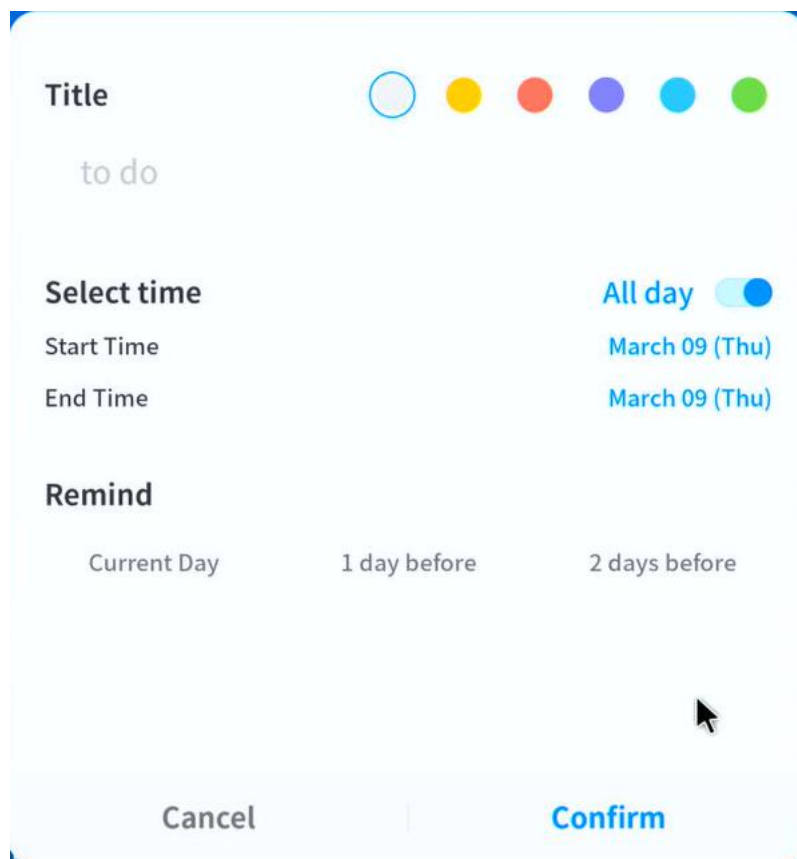 Title
to do
Select time All day
Start Time March 09 (Thu)
End Time March 09 (Thu)
Remind
Current Day 1 day before 2 days before
Cancel Confirm